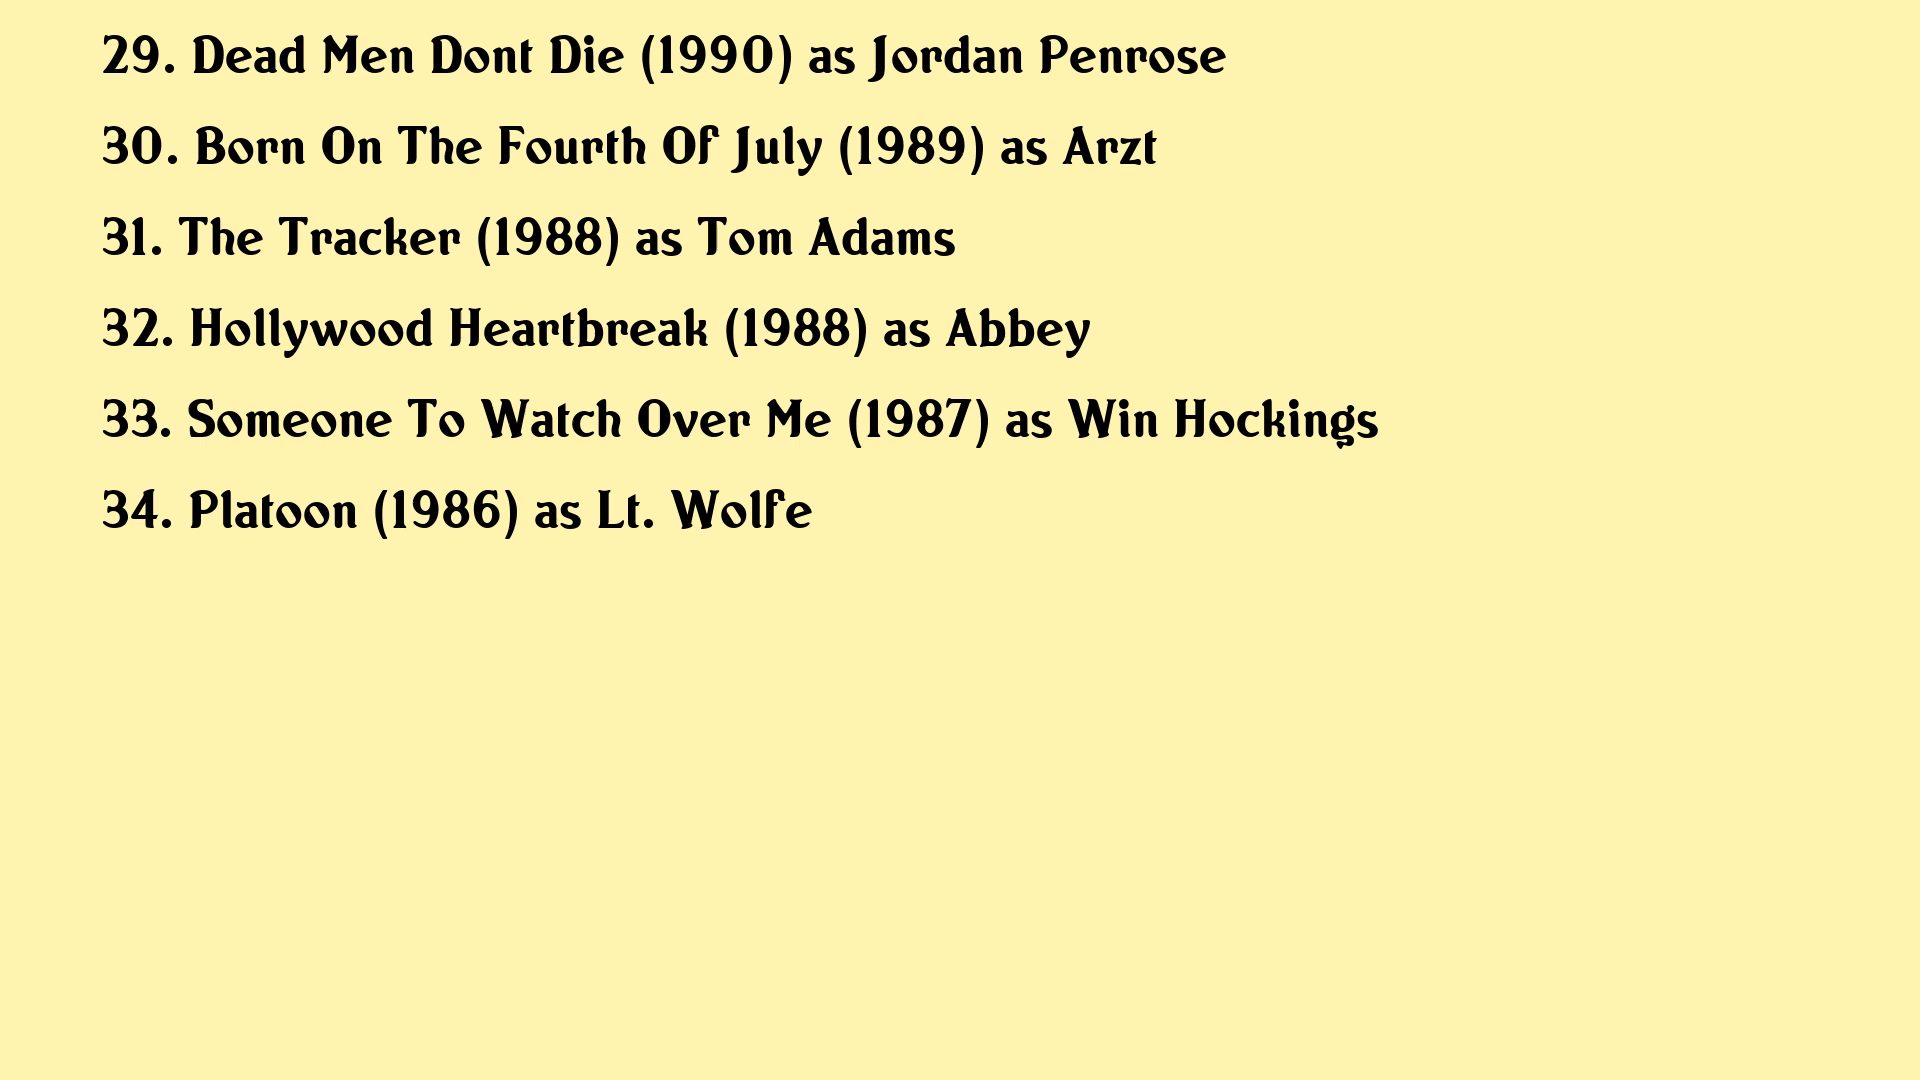 29. Dead Men Dont Die (1990) as Jordan Penrose
30. Born On The Fourth Of July (1989) as Arzt
31. The Tracker (1988) as Tom Adams
32. Hollywood Heartbreak (1988) as Abbey
33. Someone To Watch Over Me (1987) as Win Hockings
34. Platoon (1986) as Lt. Wolfe